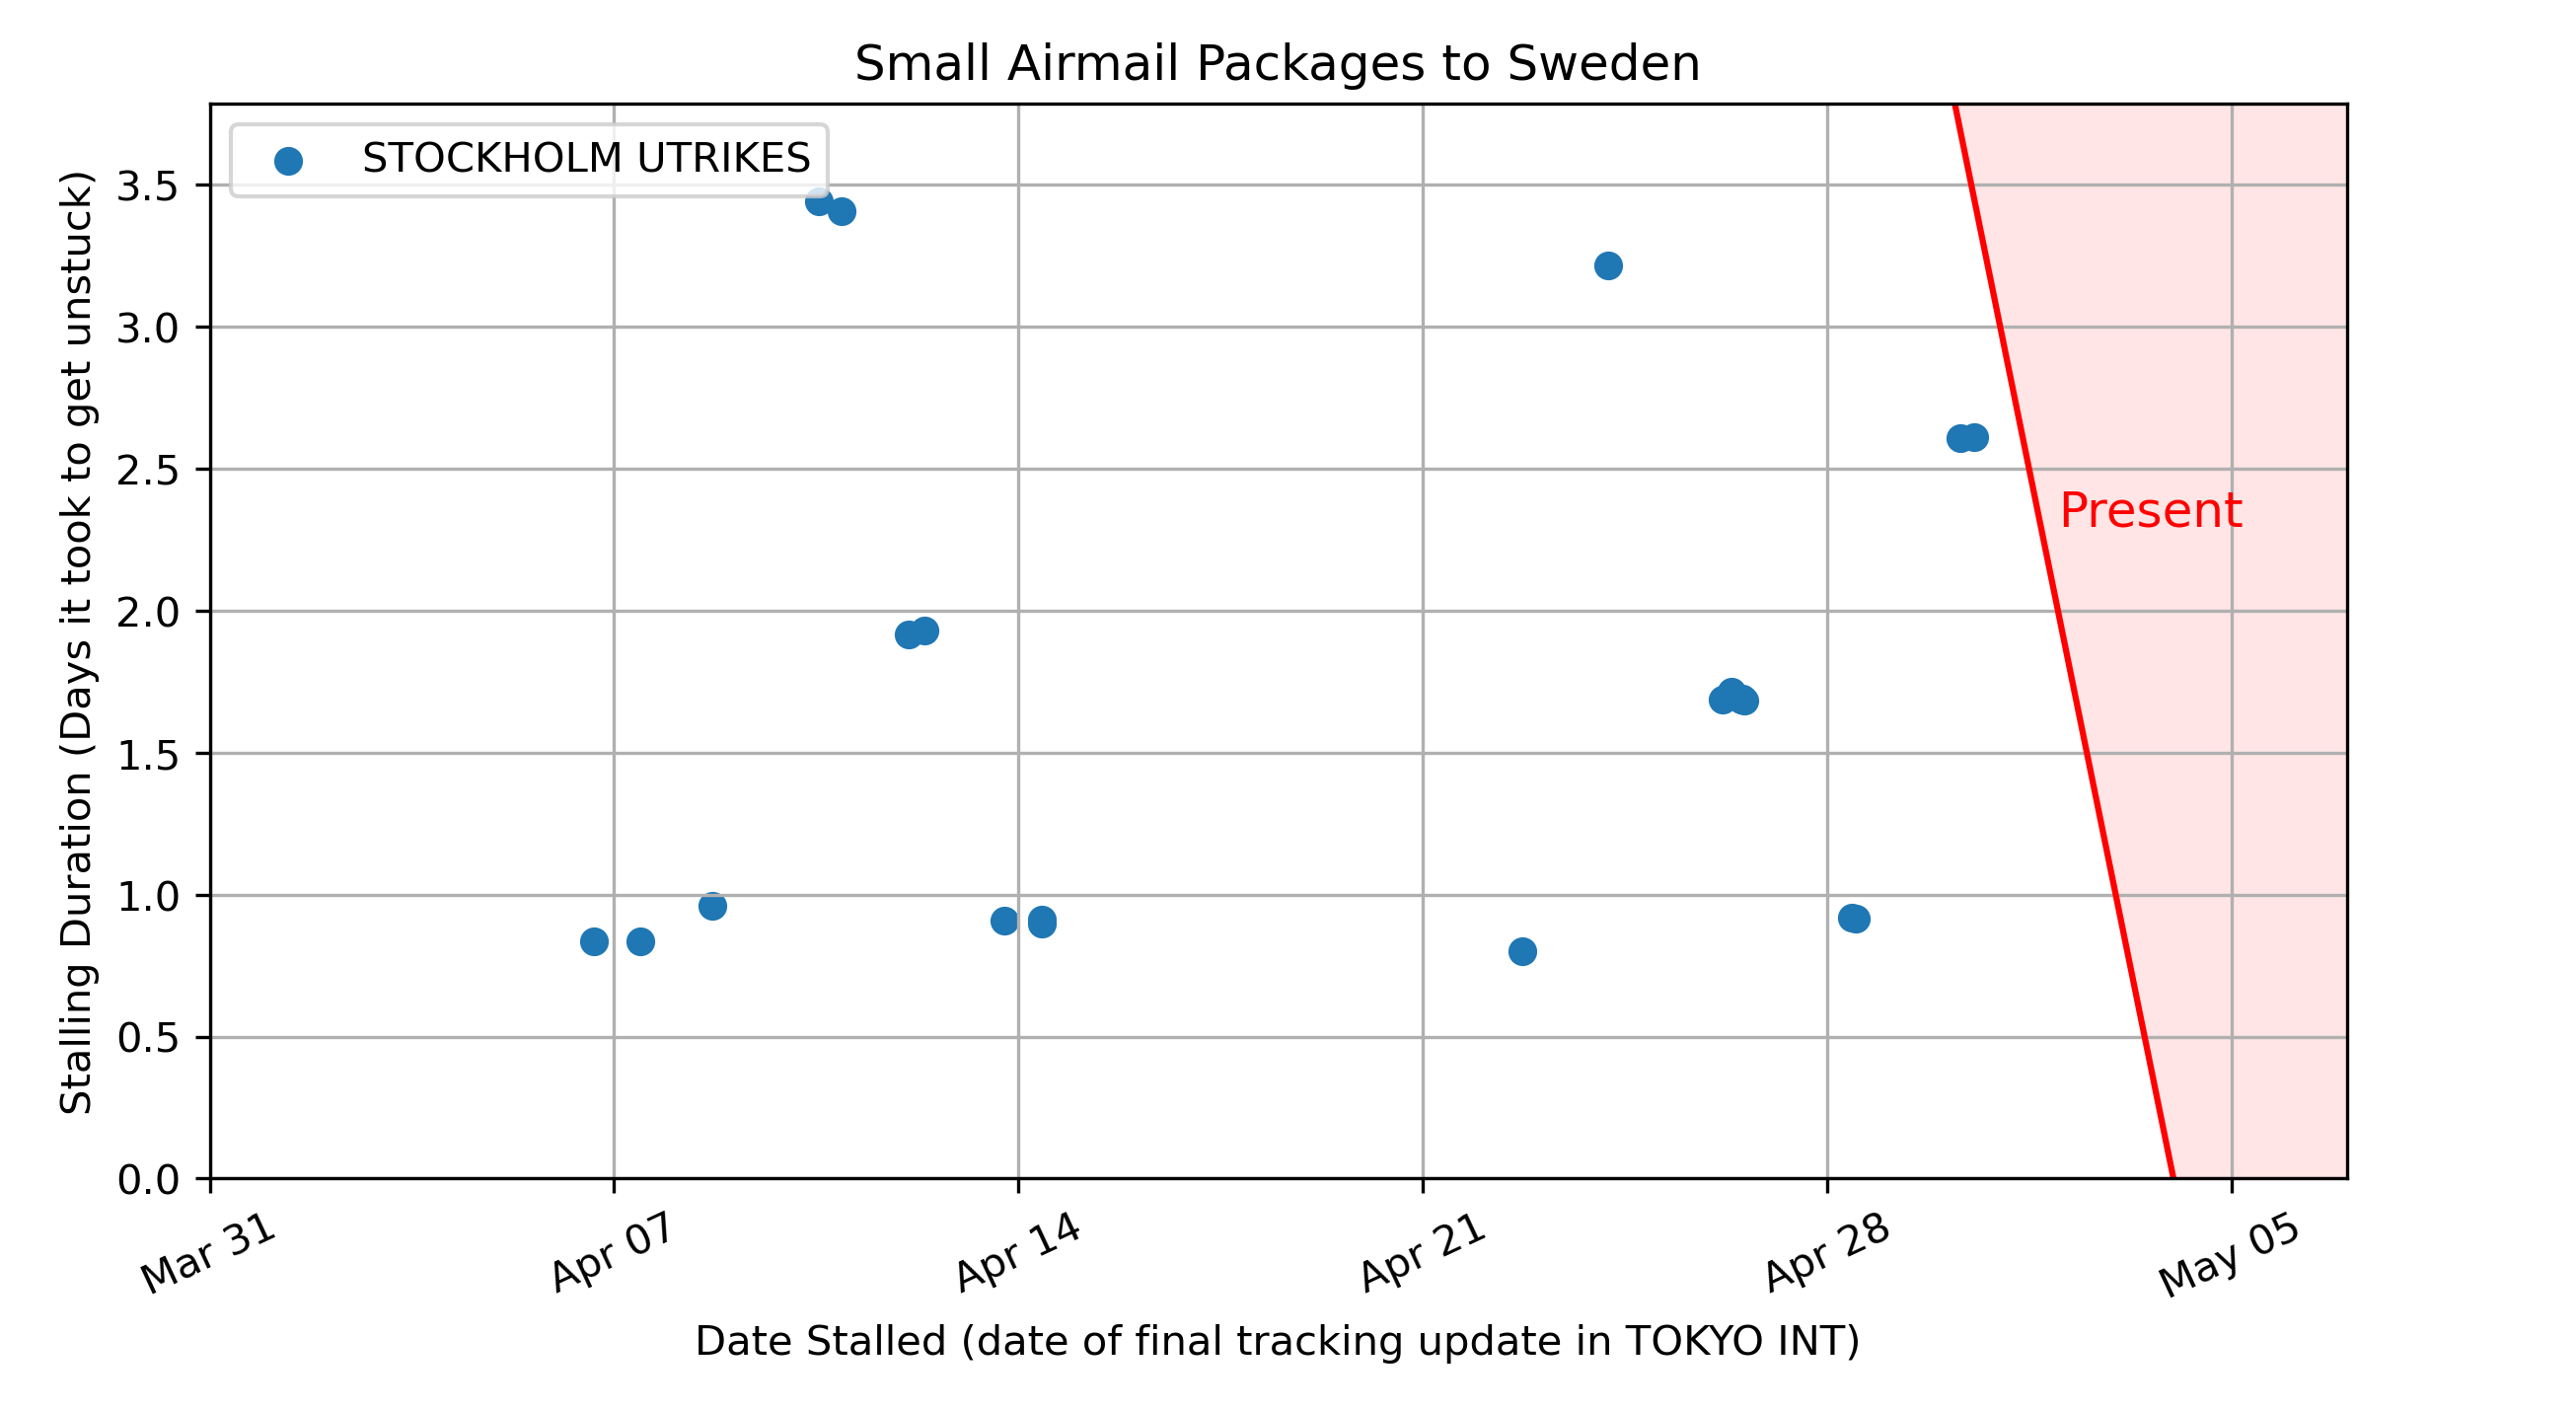 Small Airmail Packages to Sweden
STOCKHOLM UTRIKES
Stalling Duration (Days it took to get unstuck)
3.5
3.0
2.5
2.0
1.5
1.0
0.5
0.0
Present
Mar 31
Apr 07
Apr 14
Apr 21
Apr 28
May 05
Date Stalled (date of final tracking update in TOKYO INT)